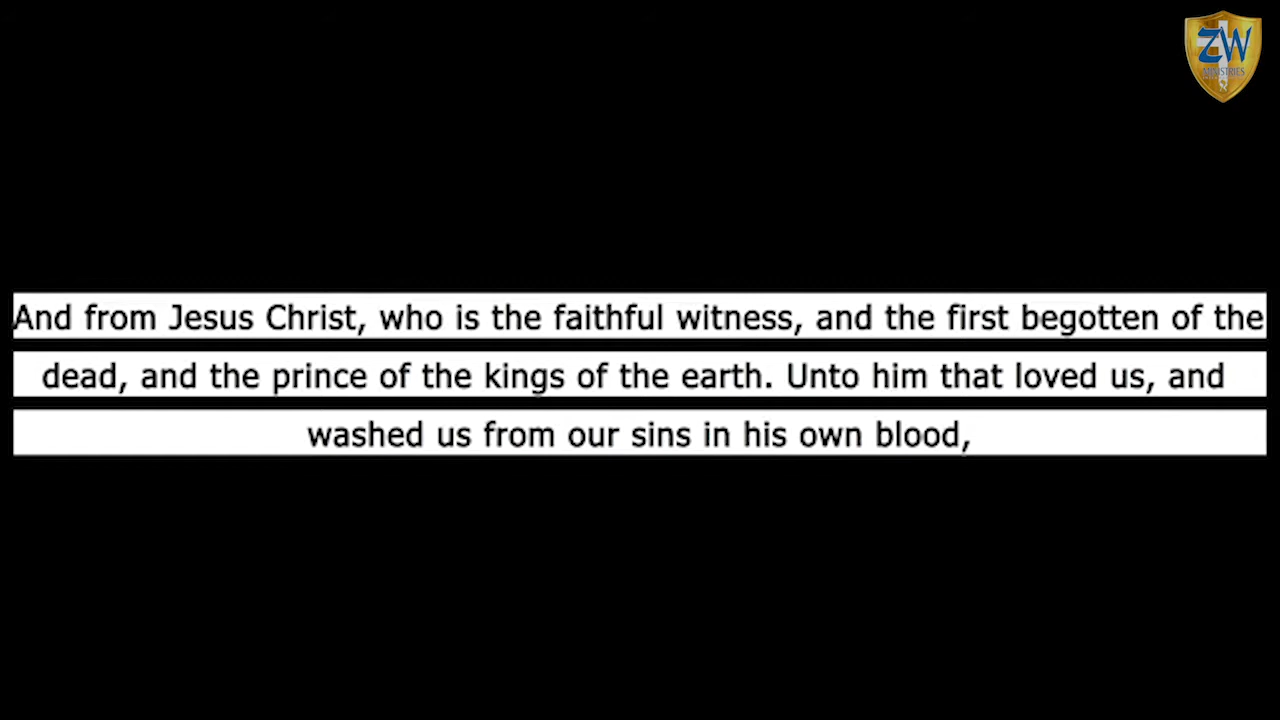 ZW
MINISTRIES
And from Jesus Christ, who is the faithful witness, and the first begotten of the
dead, and the prince of the kings of the earth. Unto him that loved us, and
washed us from our sins in his own blood,